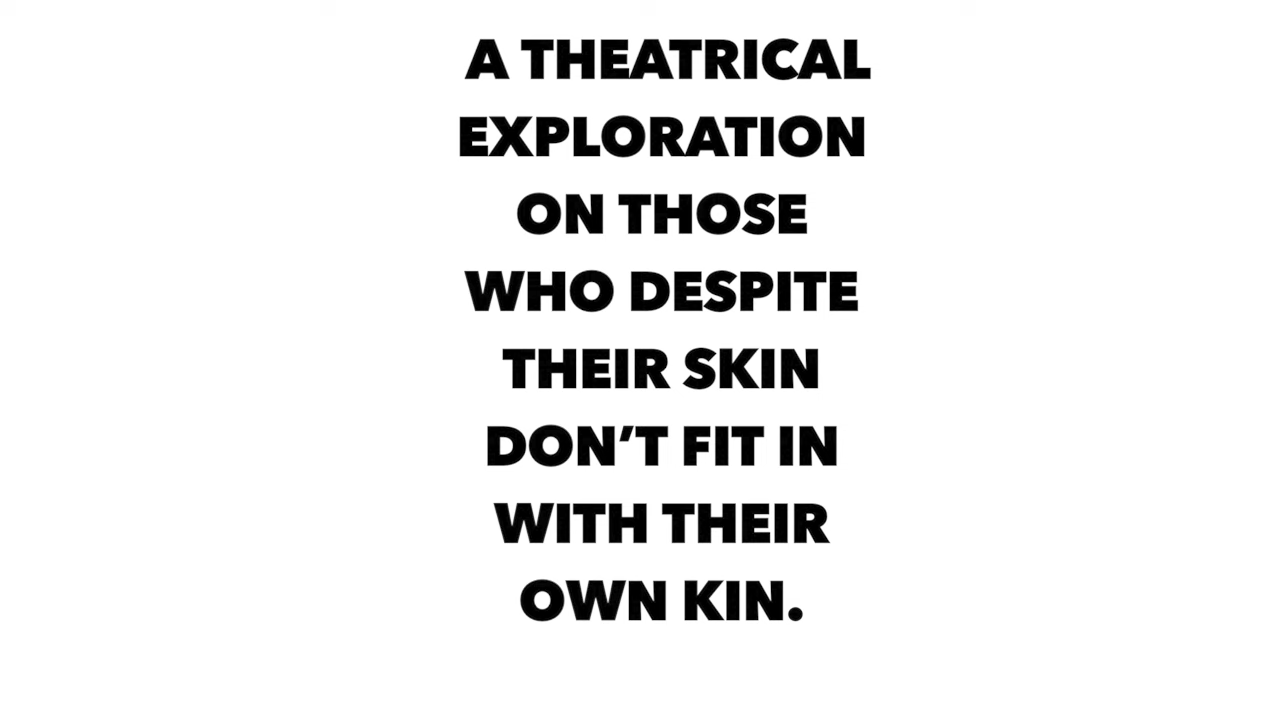 A THEATRICAL
EXPLORATION
ON THOSE
WHO DESPITE
THEIR SKIN
DON’T FIT IN
WITH THEIR
OWN KIN.